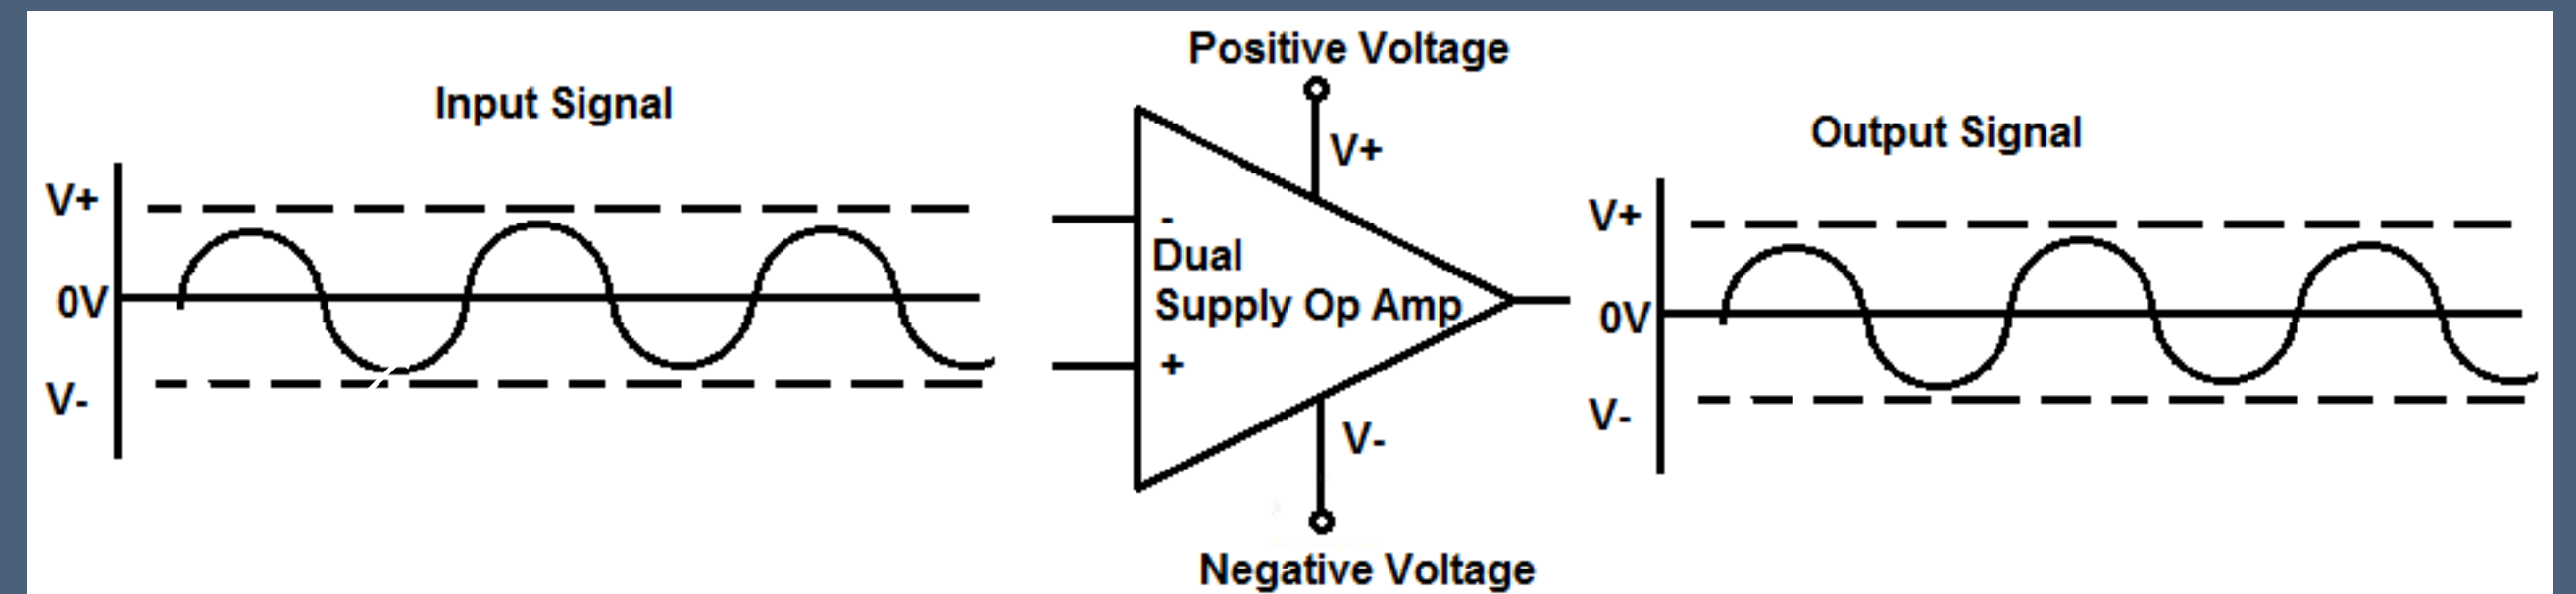 Input Signal
V+
0V
V-
Positive Voltage
V+
-
Dual
Supply Op Amp
+
V-
Negative Voltage
Output Signal
V+
0V
V-